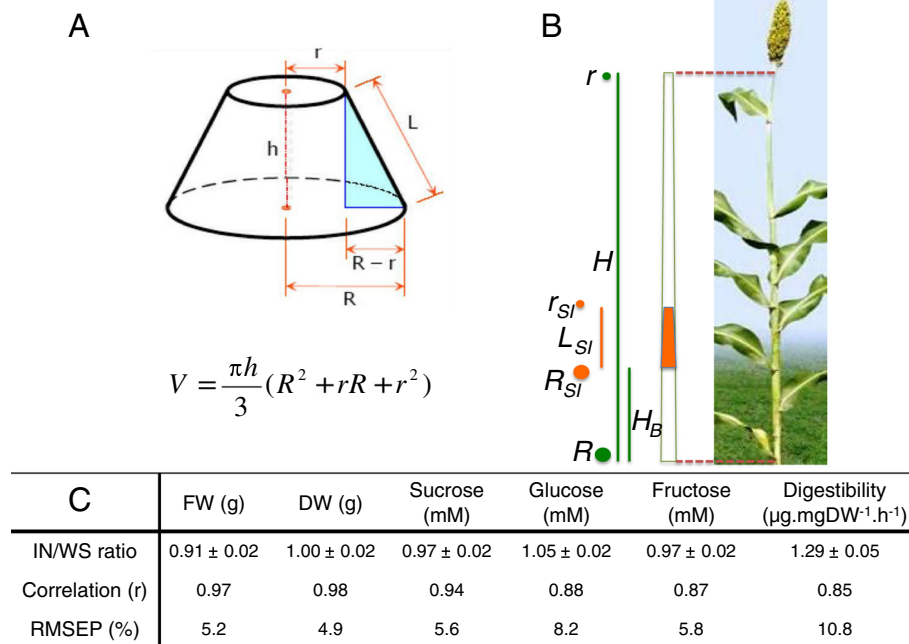 A
r
h
L
R – r
R
V = πh/3 (R² + rR + r²)
B
r
H
r_SI
L_SI
R_SI
H_B
R
C FW (g) DW (g) Sucrose (mM) Glucose (mM) Fructose (mM) Digestibility (µg.mgDW⁻¹.h⁻¹)
IN/WS ratio 0.91 ± 0.02 1.00 ± 0.02 0.97 ± 0.02 1.05 ± 0.02 0.97 ± 0.02 1.29 ± 0.05
Correlation (r) 0.97 0.98 0.94 0.88 0.87 0.85
RMSEP (%) 5.2 4.9 5.6 8.2 5.8 10.8